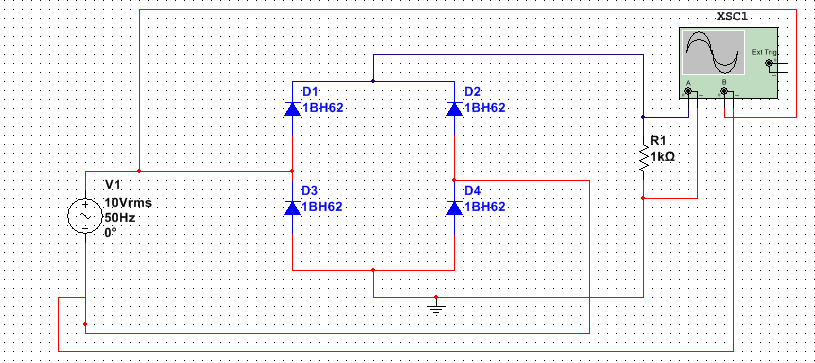 XSC1
Ext Trig
+
-
A
B
+ -
+ -
D1
1BH62
D2
1BH62
R1
1kΩ
V1
10Vrms
50Hz
0°
+
-
D3
1BH62
D4
1BH62